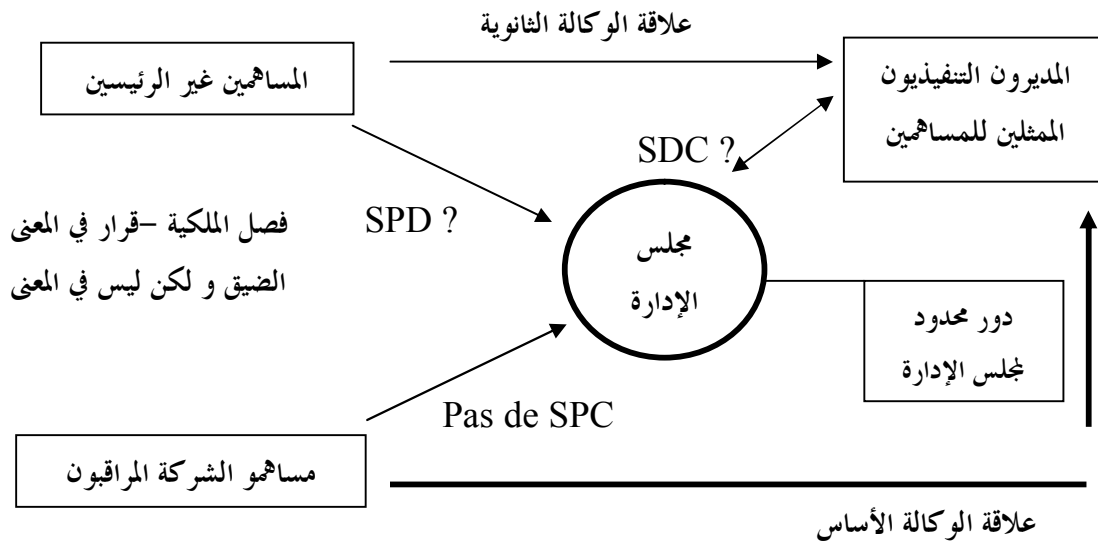 علاقة الوكالة الثانوية
المساهمين غير الرئيسين
المديرون التنفيذيون
الممثلين للمساهمين
SDC ?
SPD ?
فصل الملكية –قرار في المعنى
الضيق و لكن ليس في المعنى
مجلس
الإدارة
دور محدود
لمجلس الإدارة
Pas de SPC
مساهمو الشركة المراقبون
علاقة الوكالة الأساس